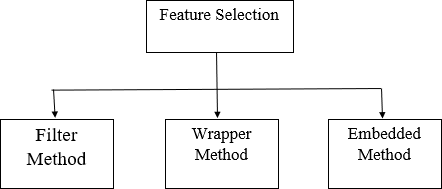 Feature Selection
Filter
Method
Wrapper
Method
Embedded
Method